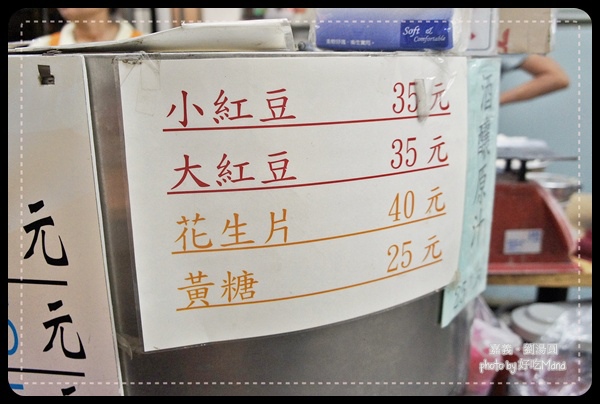 Soft &
Comfortable
小紅豆 35元
大紅豆 35元
花生片 40元
黃糖 25元
元
元
嘉義・劉湯圓
photo by 好吃Mana